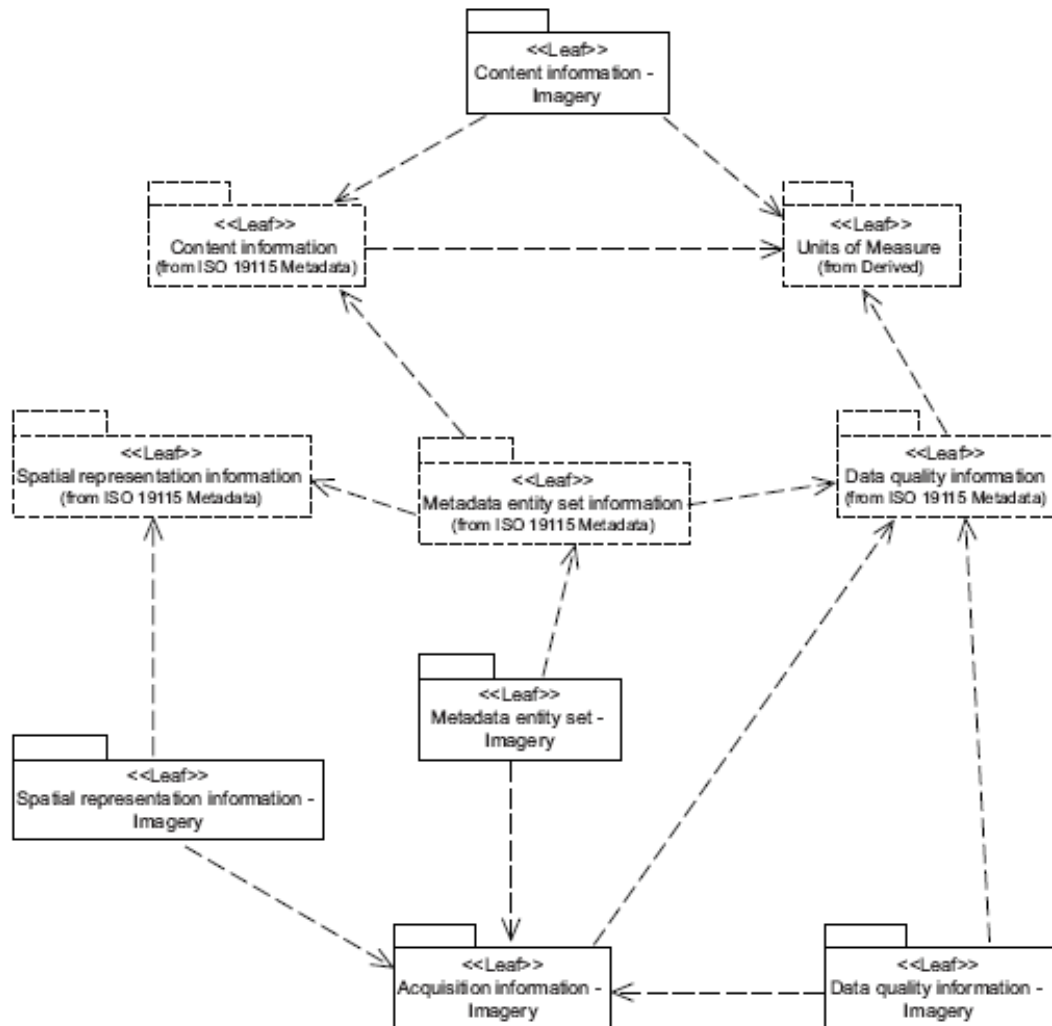 <<Leaf>>
Content information -
Imagery
<<Leaf>>
Content information
(from ISO 19115 Metadata)
<<Leaf>>
Units of Measure
(from Derived)
<<Leaf>>
Spatial representation information
(from ISO 19115 Metadata)
<<Leaf>>
Metadata entity set information
(from ISO 19115 Metadata)
<<Leaf>>
Data quality information
(from ISO 19115 Metadata)
<<Leaf>>
Metadata entity set -
Imagery
<<Leaf>>
Spatial representation information -
Imagery
<<Leaf>>
Acquisition information -
Imagery
<<Leaf>>
Data quality information -
Imagery